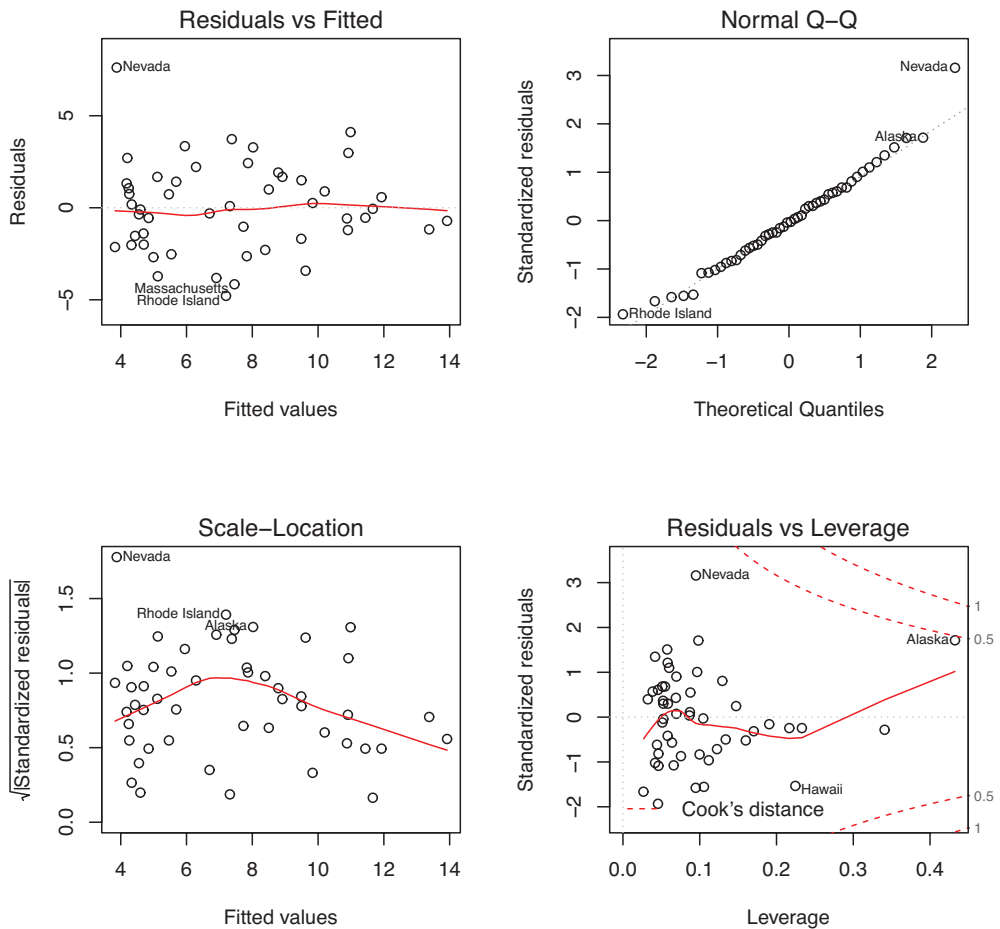 Residuals vs Fitted
Residuals
5
0
−5
Nevada
Massachusetts
Rhode Island
4 6 8 10 12 14
Fitted values
Normal Q−Q
Standardized residuals
3
2
1
0
−1
−2
Nevada
Alaska
Rhode Island
−2 −1 0 1 2
Theoretical Quantiles
Scale−Location
√|Standardized residuals|
1.5
1.0
0.5
0.0
Nevada
Rhode Island
Alaska
4 6 8 10 12 14
Fitted values
Residuals vs Leverage
Standardized residuals
3
2
1
0
−1
−2
Nevada
Alaska
Hawaii
Cook's distance
1
0.5
0.5
1
0.0 0.1 0.2 0.3 0.4
Leverage